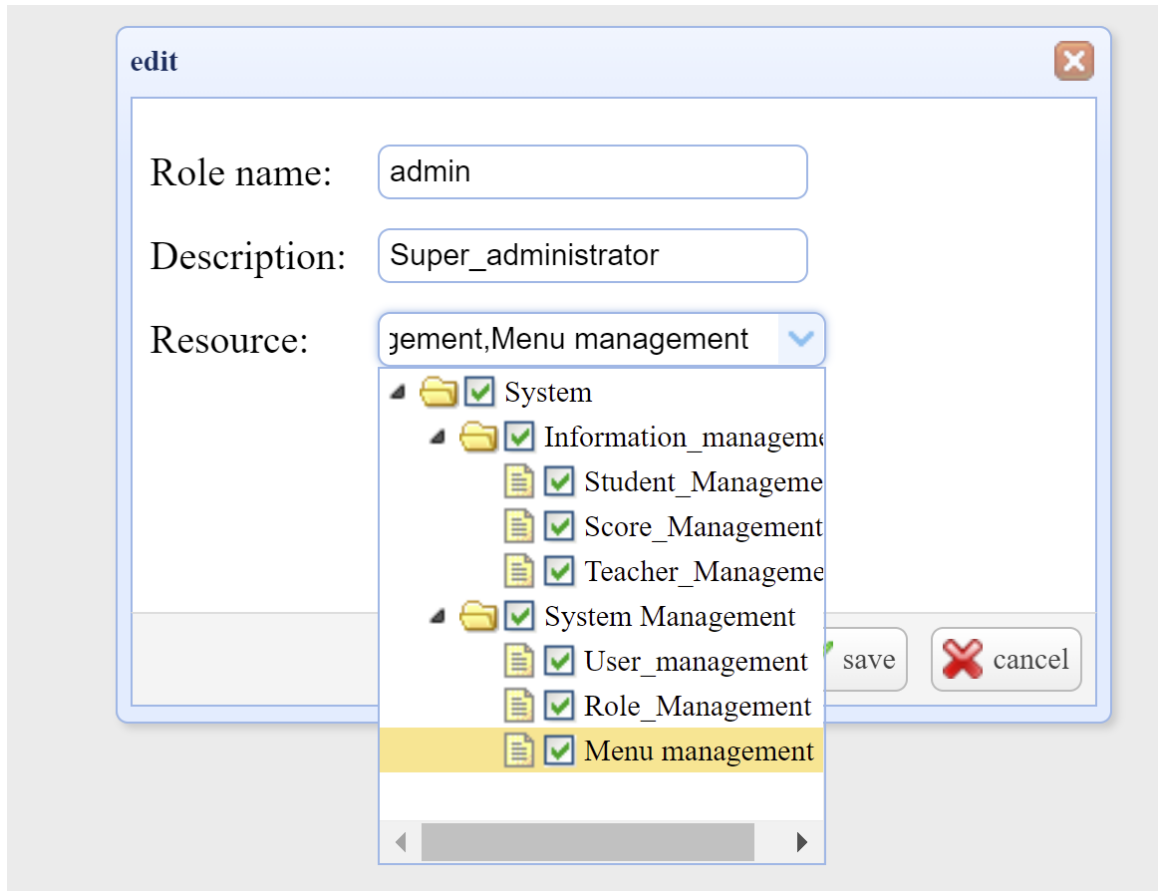 edit
Role name: admin
Description: Super_administrator
Resource: gement,Menu management
System
Information_manageme
Student_Manageme
Score_Management
Teacher_Manageme
System Management
User_management
Role_Management
Menu management
save cancel